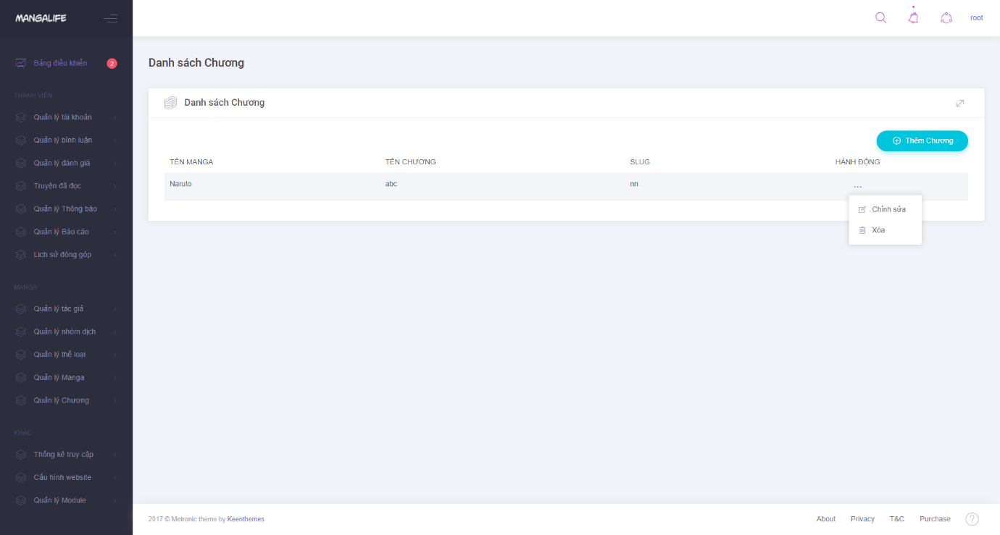 MANGALIFE
root
Bảng điều khiển
2
THÀNH VIÊN
Quản lý tài khoản
Quản lý bình luận
Quản lý đánh giá
Truyện đã đọc
Quản lý Thông báo
Quản lý Báo cáo
Lịch sử đóng góp
MANGA
Quản lý tác giả
Quản lý nhóm dịch
Quản lý thể loại
Quản lý Manga
Quản lý Chương
KHÁC
Thống kê truy cập
Cấu hình website
Quản lý Module
Danh sách Chương
Danh sách Chương
Thêm Chương
TÊN MANGA TÊN CHƯƠNG SLUG HÀNH ĐỘNG
Naruto abc nn ...
Chỉnh sửa
Xóa
2017 © Metronic theme by Keenthemes
About Privacy T&C Purchase ?